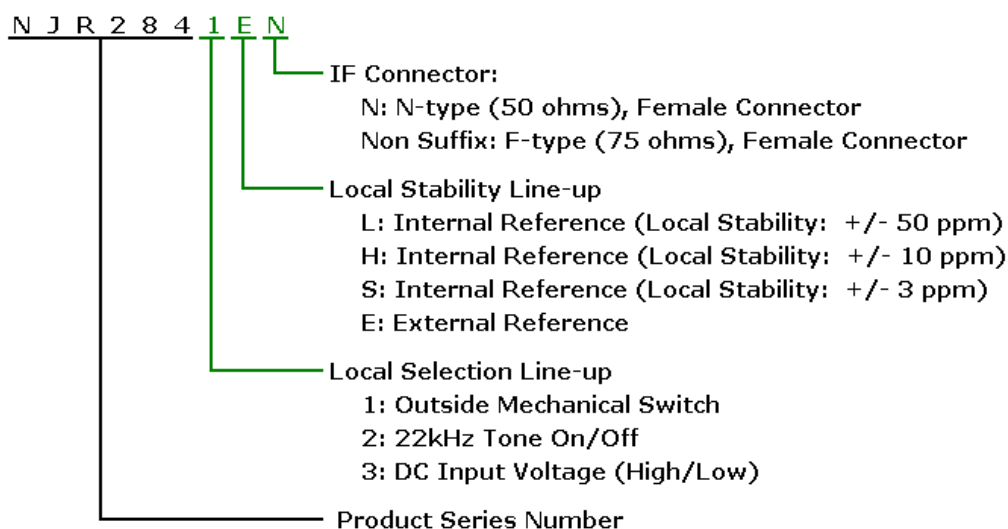 N J R 2 8 4 1 E N
IF Connector:
N: N-type (50 ohms), Female Connector
Non Suffix: F-type (75 ohms), Female Connector
Local Stability Line-up
L: Internal Reference (Local Stability: +/- 50 ppm)
H: Internal Reference (Local Stability: +/- 10 ppm)
S: Internal Reference (Local Stability: +/- 3 ppm)
E: External Reference
Local Selection Line-up
1: Outside Mechanical Switch
2: 22kHz Tone On/Off
3: DC Input Voltage (High/Low)
Product Series Number